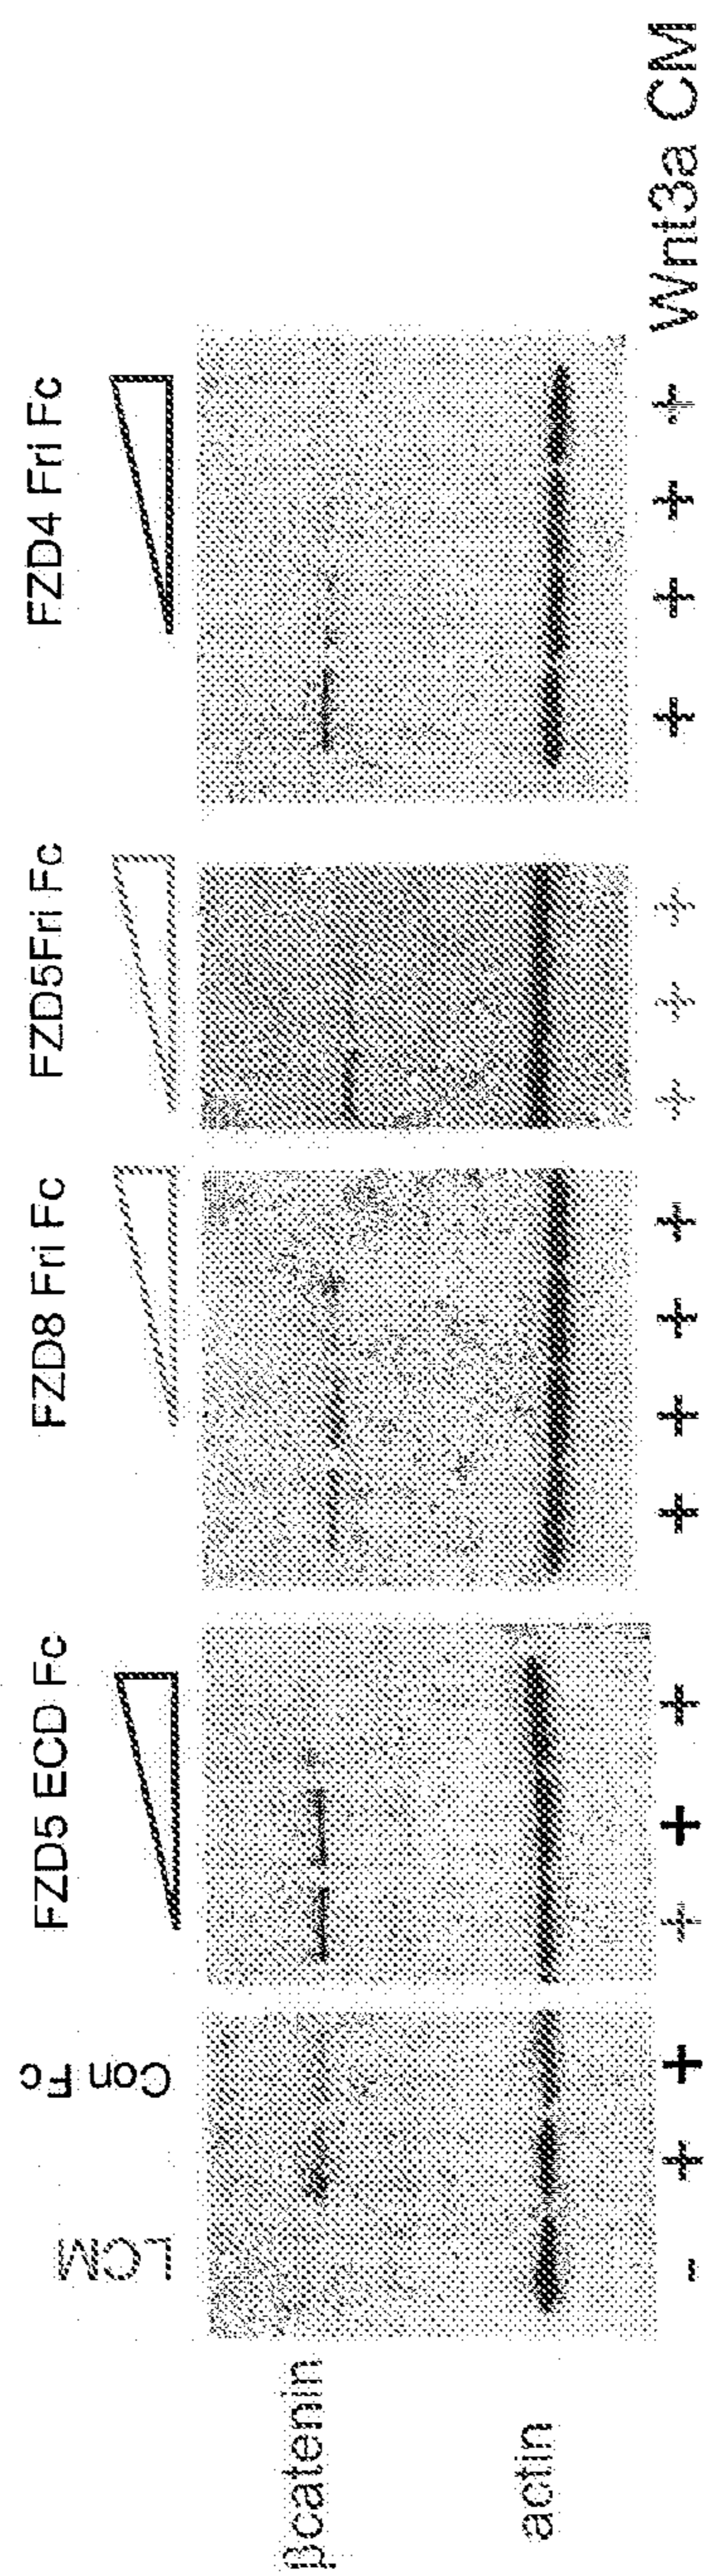 LCM
Con Fc
FZD5 ECD Fc
FZD8 Fri Fc
FZD5Fri Fc
FZD4 Fri Fc
βcatenin
actin
- + + + + + + + + + + + + + + + + Wnt3a CM